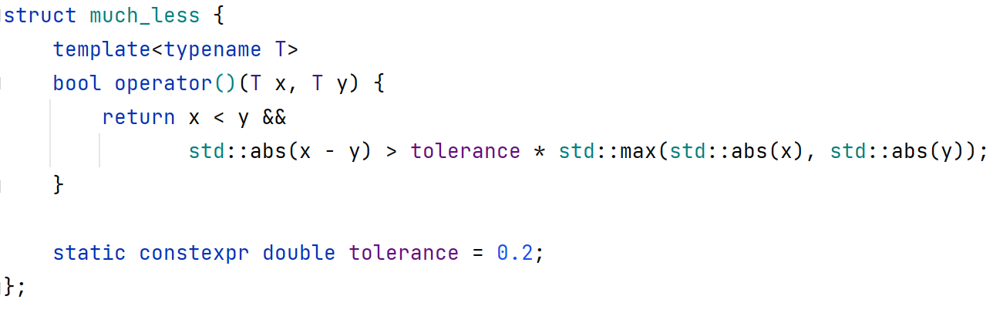 struct much_less {
    template<typename T>
    bool operator()(T x, T y) {
        return x < y &&
               std::abs(x - y) > tolerance * std::max(std::abs(x), std::abs(y));
    }

    static constexpr double tolerance = 0.2;
};